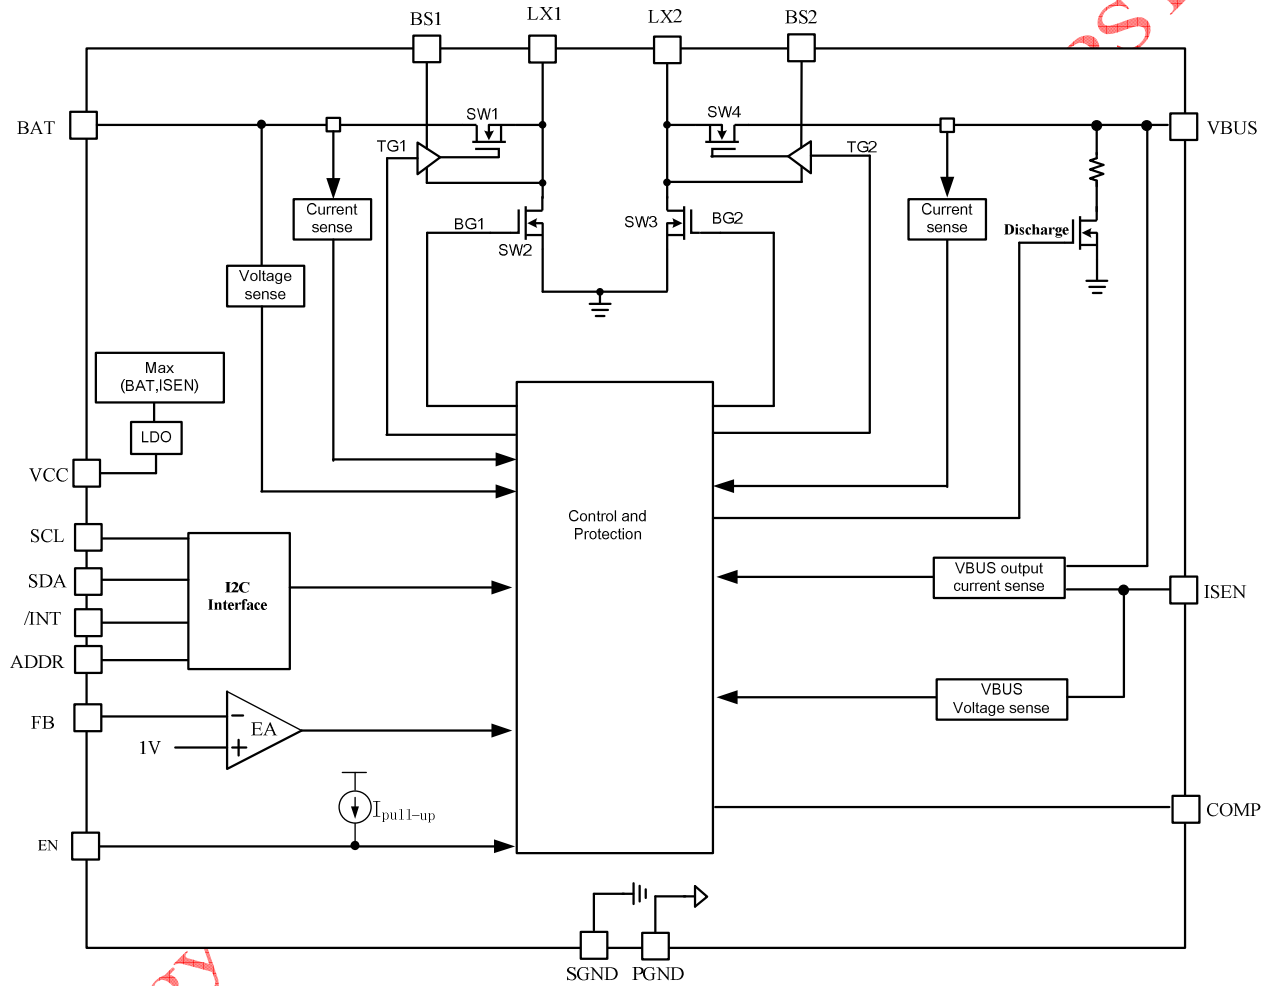 BS1
LX1
LX2
BS2
PS
BAT
SW1
SW4
VBUS
TG1
TG2
Current
sense
Current
sense
BG1
SW2
SW3
BG2
Discharge
Voltage
sense
Max
(BAT,ISEN)
LDO
VCC
Control and
Protection
SCL
SDA
/INT
ADDR
I2C
Interface
VBUS output
current sense
ISEN
FB
EA
1V
VBUS
Voltage sense
Ipull-up
COMP
EN
SGND
PGND
py